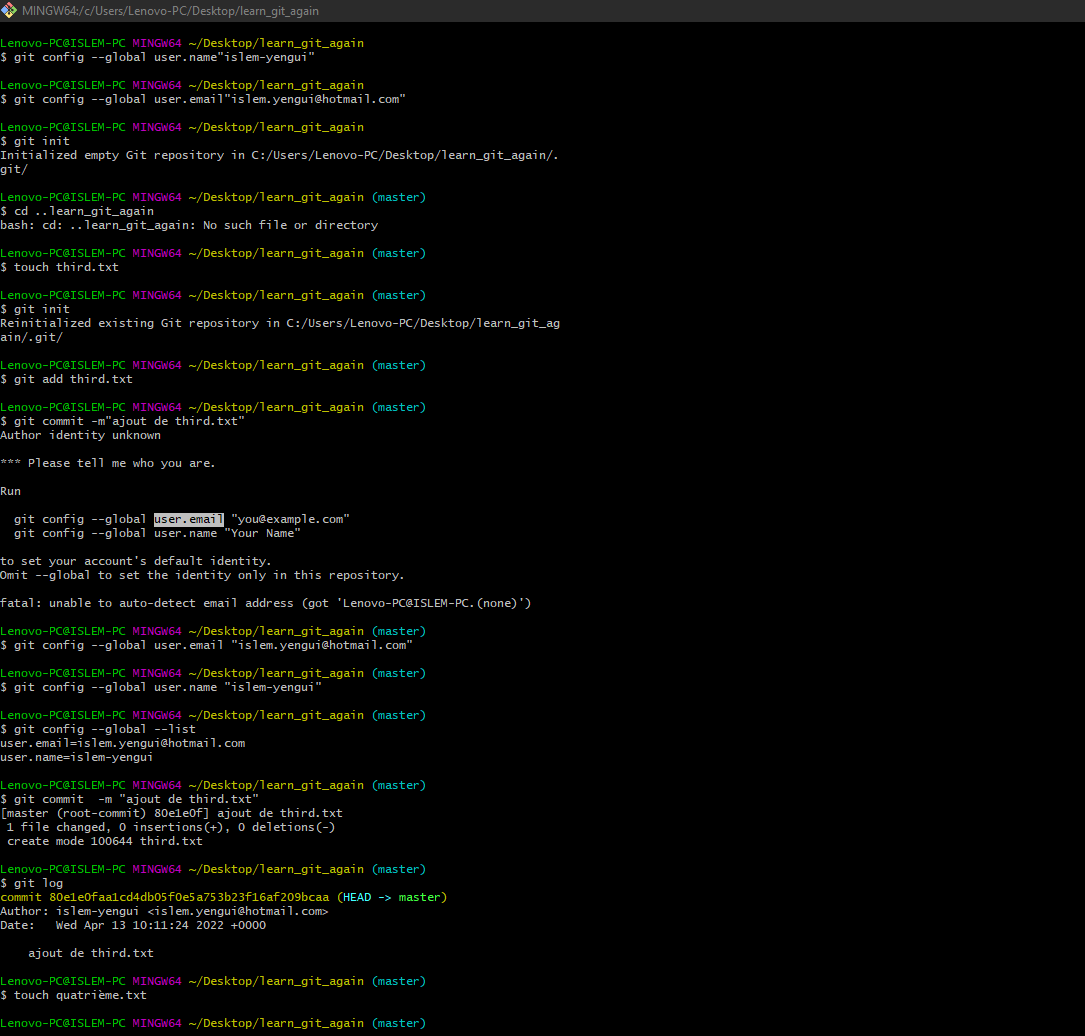 MINGW64:/c/Users/Lenovo-PC/Desktop/learn_git_again
Lenovo-PC@ISLEM-PC MINGW64 ~/Desktop/learn_git_again
$ git config --global user.name"islem-yengui"
Lenovo-PC@ISLEM-PC MINGW64 ~/Desktop/learn_git_again
$ git config --global user.email"islem.yengui@hotmail.com"
Lenovo-PC@ISLEM-PC MINGW64 ~/Desktop/learn_git_again
$ git init
Initialized empty Git repository in C:/Users/Lenovo-PC/Desktop/learn_git_again/.
git/
Lenovo-PC@ISLEM-PC MINGW64 ~/Desktop/learn_git_again (master)
$ cd ..learn_git_again
bash: cd: ..learn_git_again: No such file or directory
Lenovo-PC@ISLEM-PC MINGW64 ~/Desktop/learn_git_again (master)
$ touch third.txt
Lenovo-PC@ISLEM-PC MINGW64 ~/Desktop/learn_git_again (master)
$ git init
Reinitialized existing Git repository in C:/Users/Lenovo-PC/Desktop/learn_git_ag
ain/.git/
Lenovo-PC@ISLEM-PC MINGW64 ~/Desktop/learn_git_again (master)
$ git add third.txt
Lenovo-PC@ISLEM-PC MINGW64 ~/Desktop/learn_git_again (master)
$ git commit -m"ajout de third.txt"
Author identity unknown
*** Please tell me who you are.
Run
  git config --global user.email "you@example.com"
  git config --global user.name "Your Name"
to set your account's default identity.
Omit --global to set the identity only in this repository.
fatal: unable to auto-detect email address (got 'Lenovo-PC@ISLEM-PC.(none)')
Lenovo-PC@ISLEM-PC MINGW64 ~/Desktop/learn_git_again (master)
$ git config --global user.email "islem.yengui@hotmail.com"
Lenovo-PC@ISLEM-PC MINGW64 ~/Desktop/learn_git_again (master)
$ git config --global user.name "islem-yengui"
Lenovo-PC@ISLEM-PC MINGW64 ~/Desktop/learn_git_again (master)
$ git config --global --list
user.email=islem.yengui@hotmail.com
user.name=islem-yengui
Lenovo-PC@ISLEM-PC MINGW64 ~/Desktop/learn_git_again (master)
$ git commit  -m "ajout de third.txt"
[master (root-commit) 80e1e0f] ajout de third.txt
 1 file changed, 0 insertions(+), 0 deletions(-)
 create mode 100644 third.txt
Lenovo-PC@ISLEM-PC MINGW64 ~/Desktop/learn_git_again (master)
$ git log
commit 80e1e0faa1cd4db05f0e5a753b23f16af209bcaa (HEAD -> master)
Author: islem-yengui <islem.yengui@hotmail.com>
Date:   Wed Apr 13 10:11:24 2022 +0000
    ajout de third.txt
Lenovo-PC@ISLEM-PC MINGW64 ~/Desktop/learn_git_again (master)
$ touch quatrième.txt
Lenovo-PC@ISLEM-PC MINGW64 ~/Desktop/learn_git_again (master)